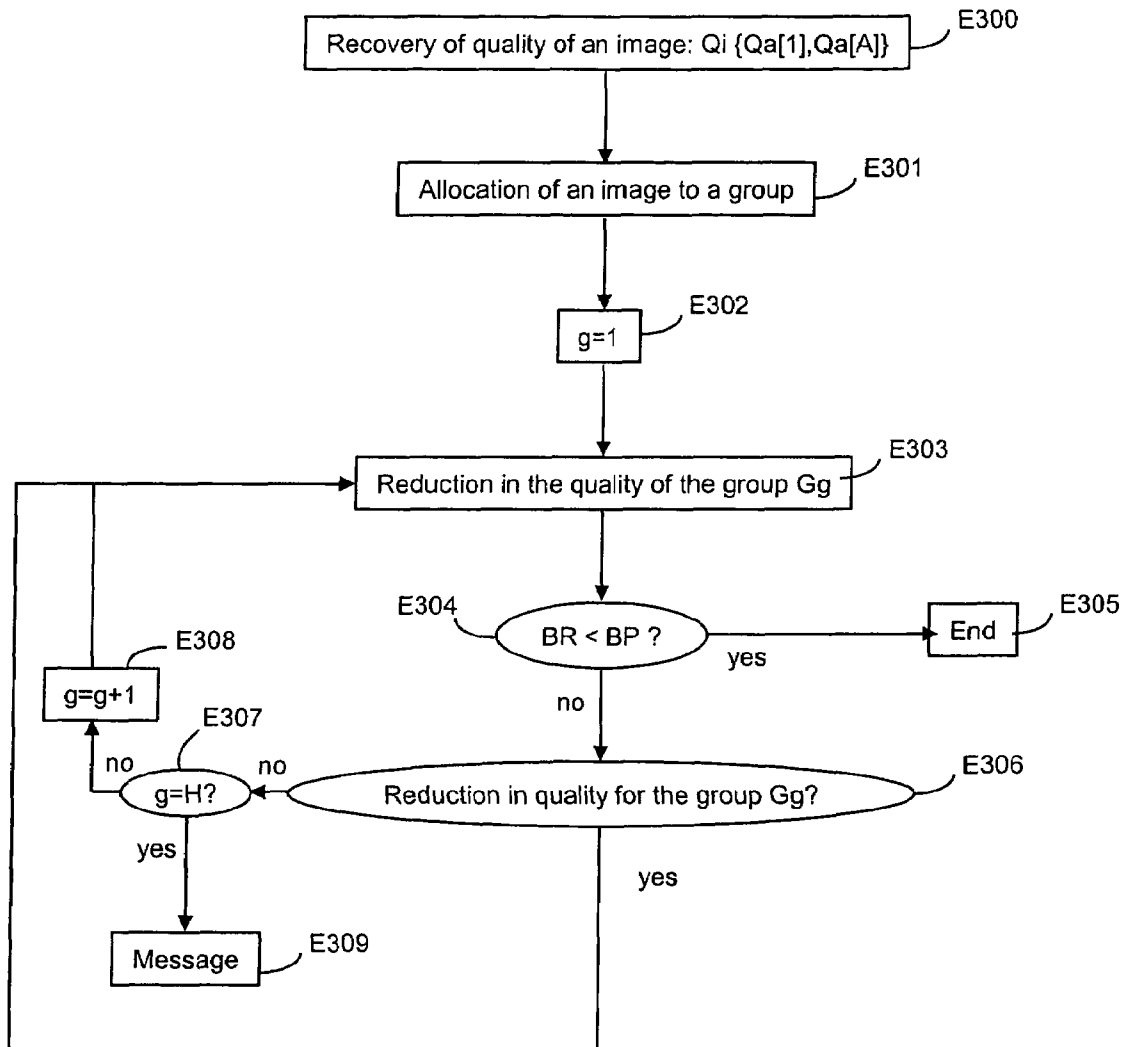 Recovery of quality of an image: Qi {Qa[1],Qa[A]}
E300
Allocation of an image to a group
E301
g=1
E302
Reduction in the quality of the group Gg
E303
E304
BR < BP ?
yes
End
E305
no
E308
g=g+1
E307
no
g=H?
no
Reduction in quality for the group Gg?
E306
yes
yes
Message
E309